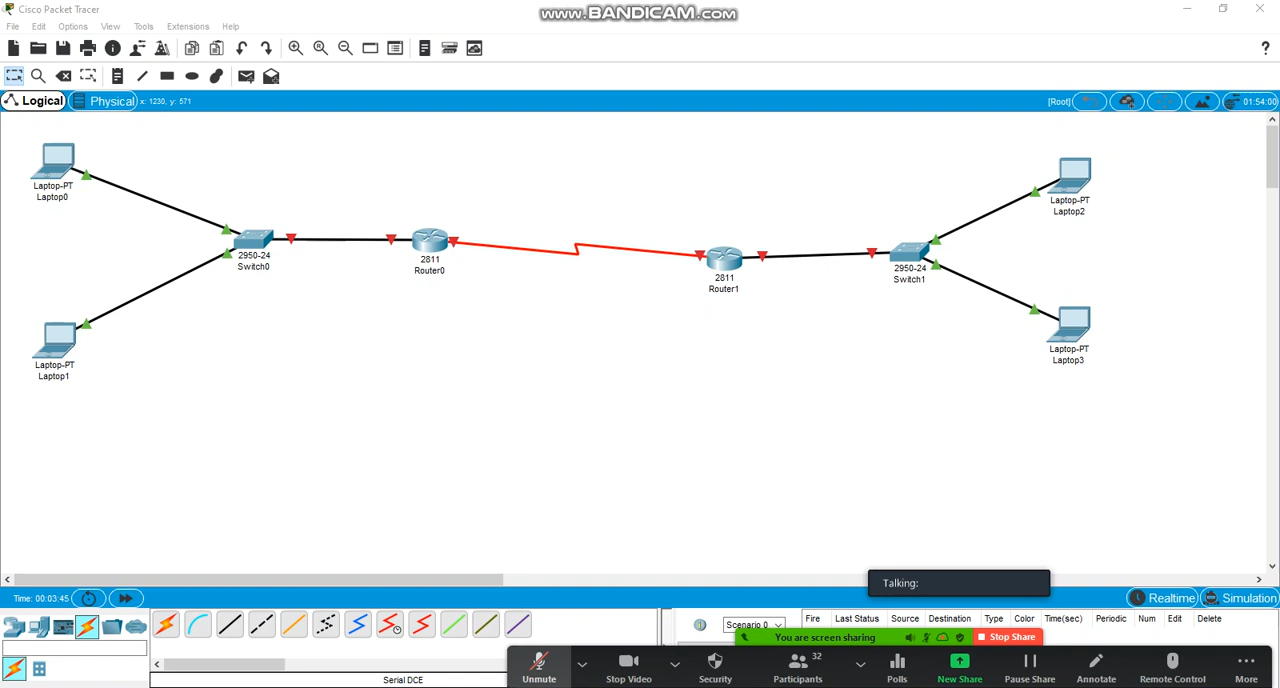 Cisco Packet Tracer
www.BANDICAM.com
File Edit Options View Tools Extensions Help
Logical Physical x: 1230, y: 571 [Root] 01:54:00
Laptop-PT
Laptop0
Laptop-PT
Laptop2
2950-24
Switch0
2811
Router0
2811
Router1
2950-24
Switch1
Laptop-PT
Laptop1
Laptop-PT
Laptop3
Talking:
Time: 00:03:45 Realtime Simulation
Scenario 0 Fire Last Status Source Destination Type Color Time(sec) Periodic Num Edit Delete
You are screen sharing Stop Share
Serial DCE
32
Unmute Stop Video Security Participants Polls New Share Pause Share Annotate Remote Control More